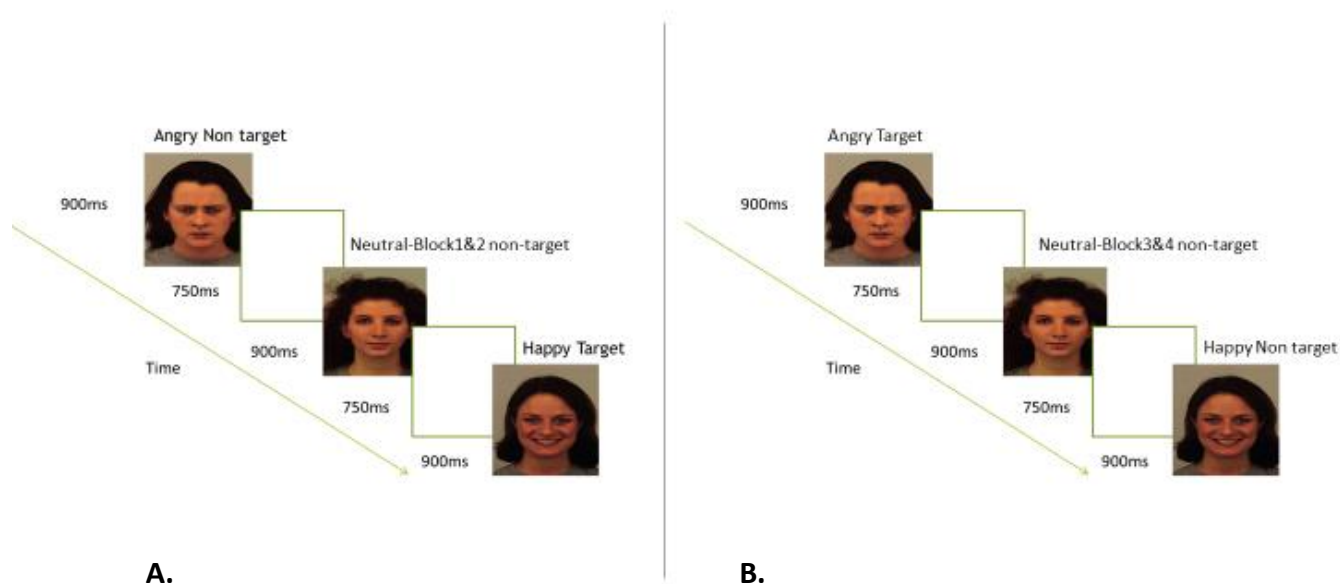 Angry Non target
900ms
Neutral-Block1&2 non-target
750ms
900ms
Happy Target
Time
750ms
900ms
A.
Angry Target
900ms
Neutral-Block3&4 non-target
750ms
900ms
Happy Non target
Time
750ms
900ms
B.